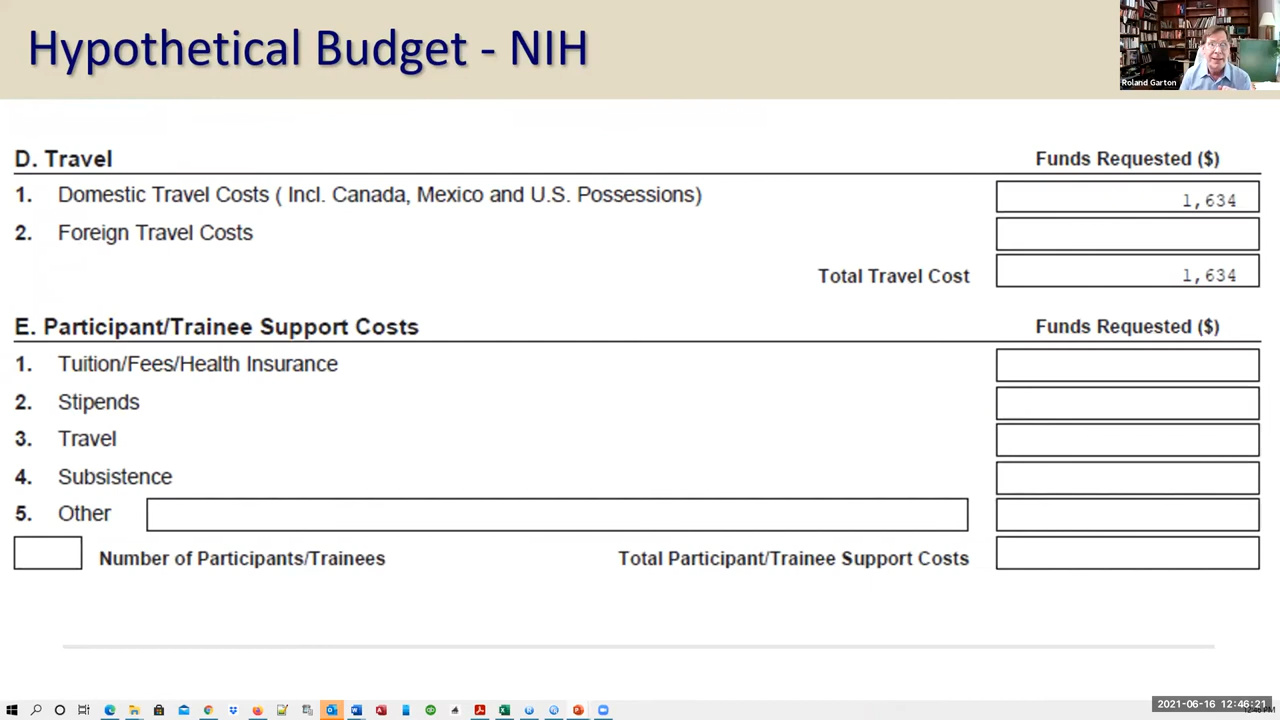 Hypothetical Budget - NIH
Roland Garton
D. Travel Funds Requested ($)
1. Domestic Travel Costs ( Incl. Canada, Mexico and U.S. Possessions) 1,634
2. Foreign Travel Costs
Total Travel Cost 1,634
E. Participant/Trainee Support Costs Funds Requested ($)
1. Tuition/Fees/Health Insurance
2. Stipends
3. Travel
4. Subsistence
5. Other
Number of Participants/Trainees Total Participant/Trainee Support Costs
2021-06-16 12:46:21